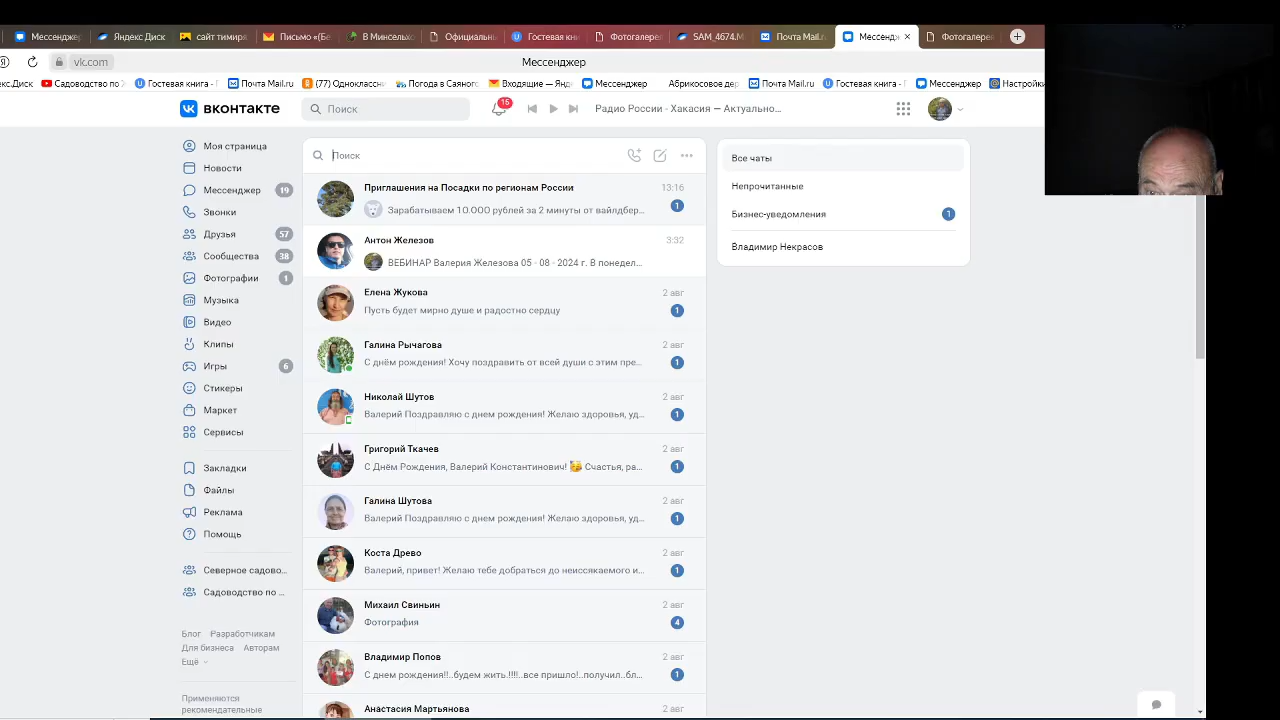 Мессенджер
Яндекс Диск
сайт тимиря
Письмо «Бе
В Минсельхо
Официальны
Гостевая кни
Фотогалере
SAM_4674.M
Почта Mail.ru
Мессендж
Фотогалерея
vk.com
Мессенджер
кс.Диск
Садоводство по
Гостевая книга - Г
Почта Mail.ru
(77) Одноклассн
Погода в Саяного
Входящие — Янд
Мессенджер
Абрикосовое дер
Почта Mail.ru
Гостевая книга - Г
Мессенджер
Настройки
вконтакте
Поиск
15
Радио России - Хакасия — Актуально...
Моя страница
Новости
Мессенджер 19
Звонки
Друзья 57
Сообщества 38
Фотографии 1
Музыка
Видео
Клипы
Игры 6
Стикеры
Маркет
Сервисы
Закладки
Файлы
Реклама
Помощь
Северное садово...
Садоводство по ...
Блог Разработчикам
Для бизнеса Авторам
Ещё
Применяются
рекомендательные
Поиск
Приглашения на Посадки по регионам России 13:16
Зарабатываем 10.000 рублей за 2 минуты от вайлдбер... 1
Антон Железов 3:32
ВЕБИНАР Валерия Железова 05 - 08 - 2024 г. В понедел...
Елена Жукова 2 авг
Пусть будет мирно душе и радостно сердцу 1
Галина Рычагова 2 авг
С днём рождения! Хочу поздравить от всей души с этим пре... 1
Николай Шутов 2 авг
Валерий Поздравляю с днем рождения! Желаю здоровья, уд... 1
Григорий Ткачев 2 авг
С Днём Рождения, Валерий Константинович! 🥳 Счастья, ра... 1
Галина Шутова 2 авг
Валерий Поздравляю с днем рождения! Желаю здоровья, уд... 1
Коста Древо 2 авг
Валерий, привет! Желаю тебе добраться до неиссякаемого и... 1
Михаил Свиньин 2 авг
Фотография 4
Владимир Попов 2 авг
С днем рождения!!..будем жить.!!!!..все пришло!..получил..бл... 1
Анастасия Мартьянова 2 авг
Все чаты
Непрочитанные
Бизнес-уведомления 1
Владимир Некрасов